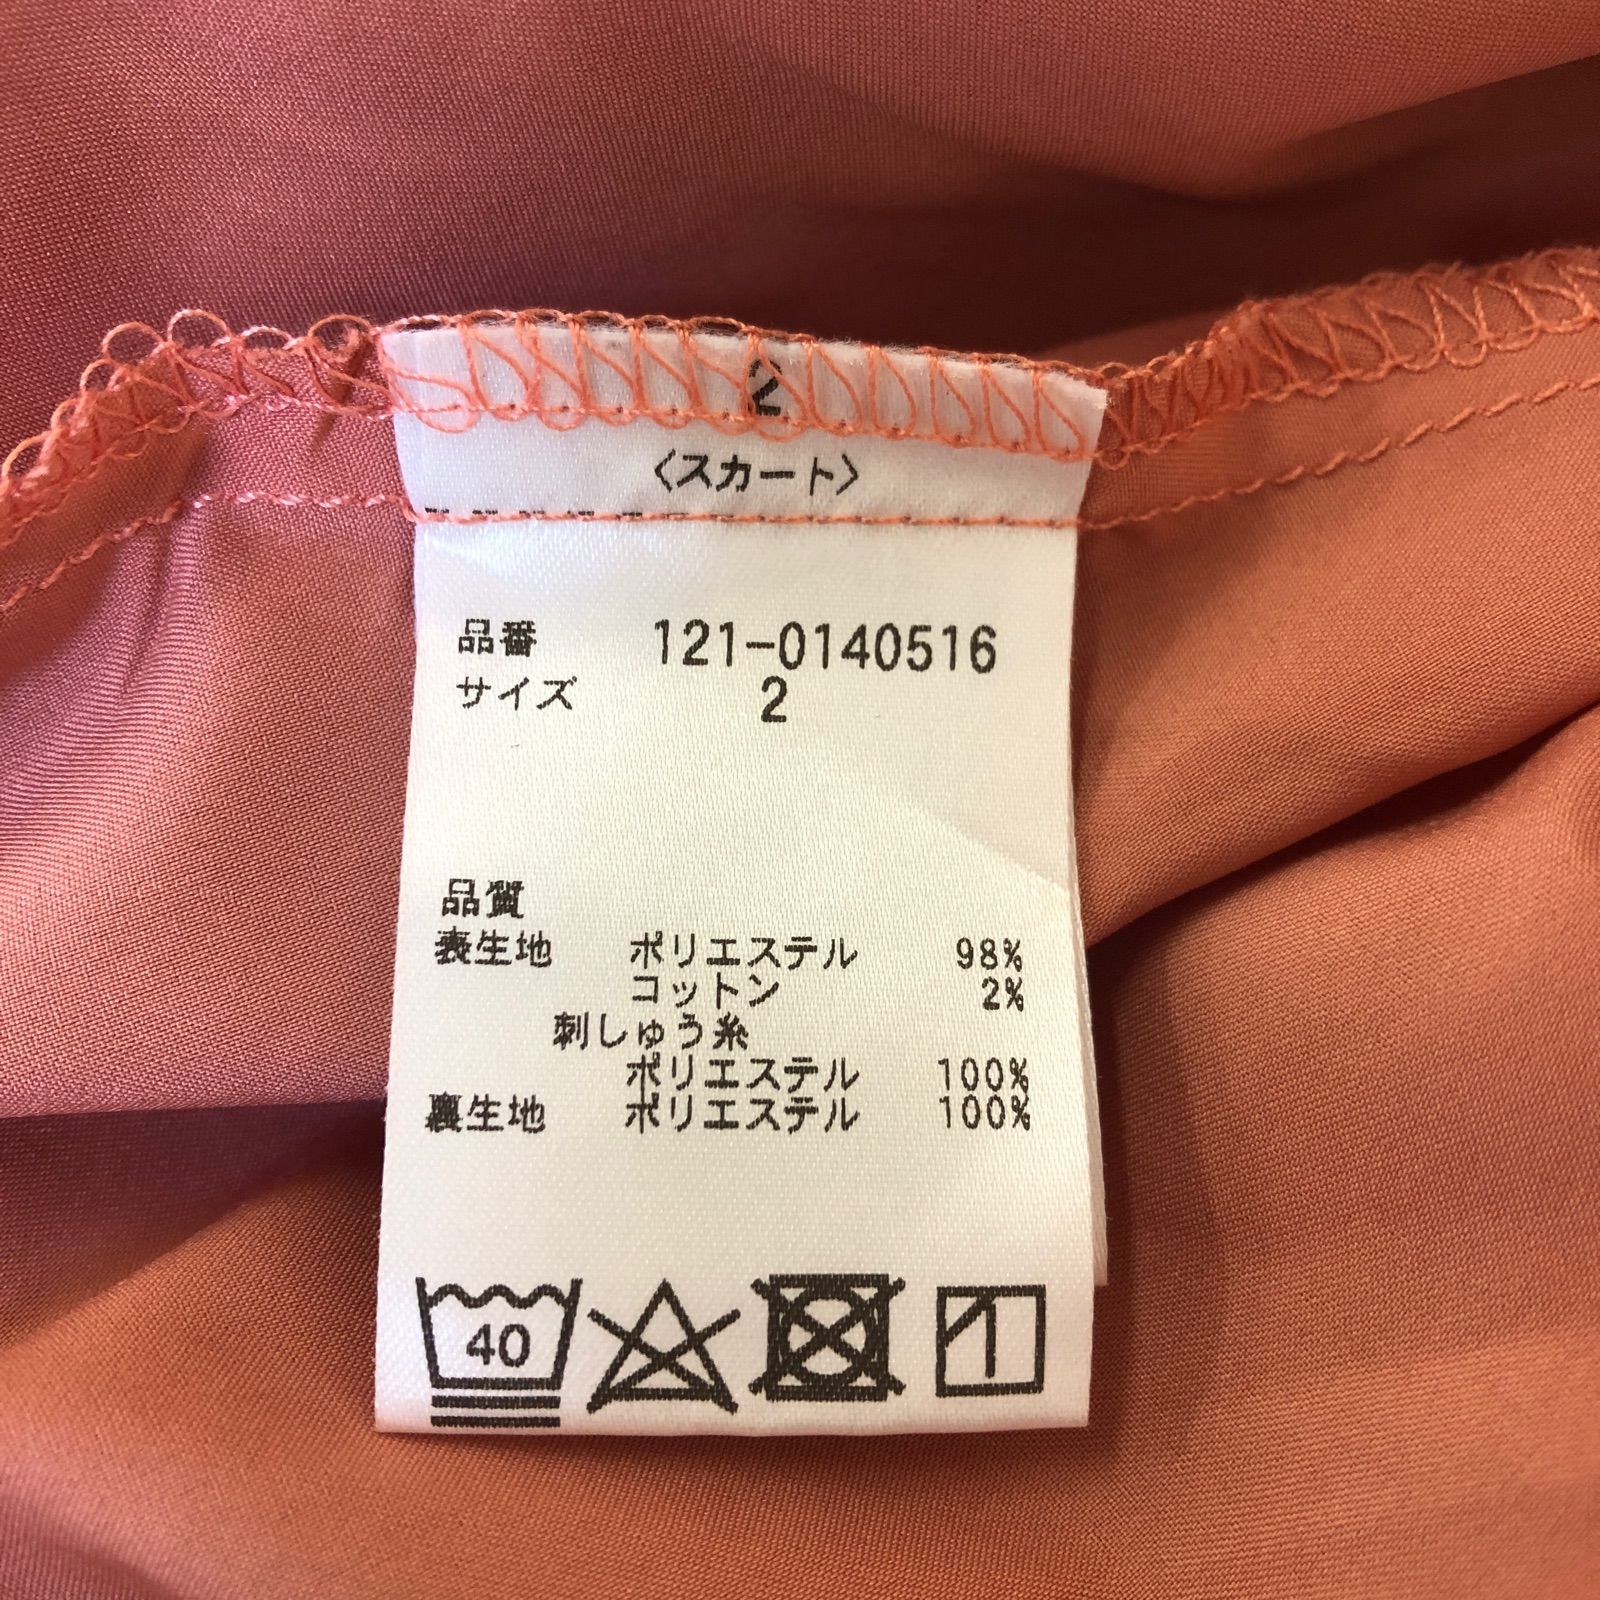 2
〈スカート〉
品番 121-0140516
サイズ 2
品質
表生地 ポリエステル 98%
コットン 2%
刺しゅう糸
ポリエステル 100%
裏生地 ポリエステル 100%
40